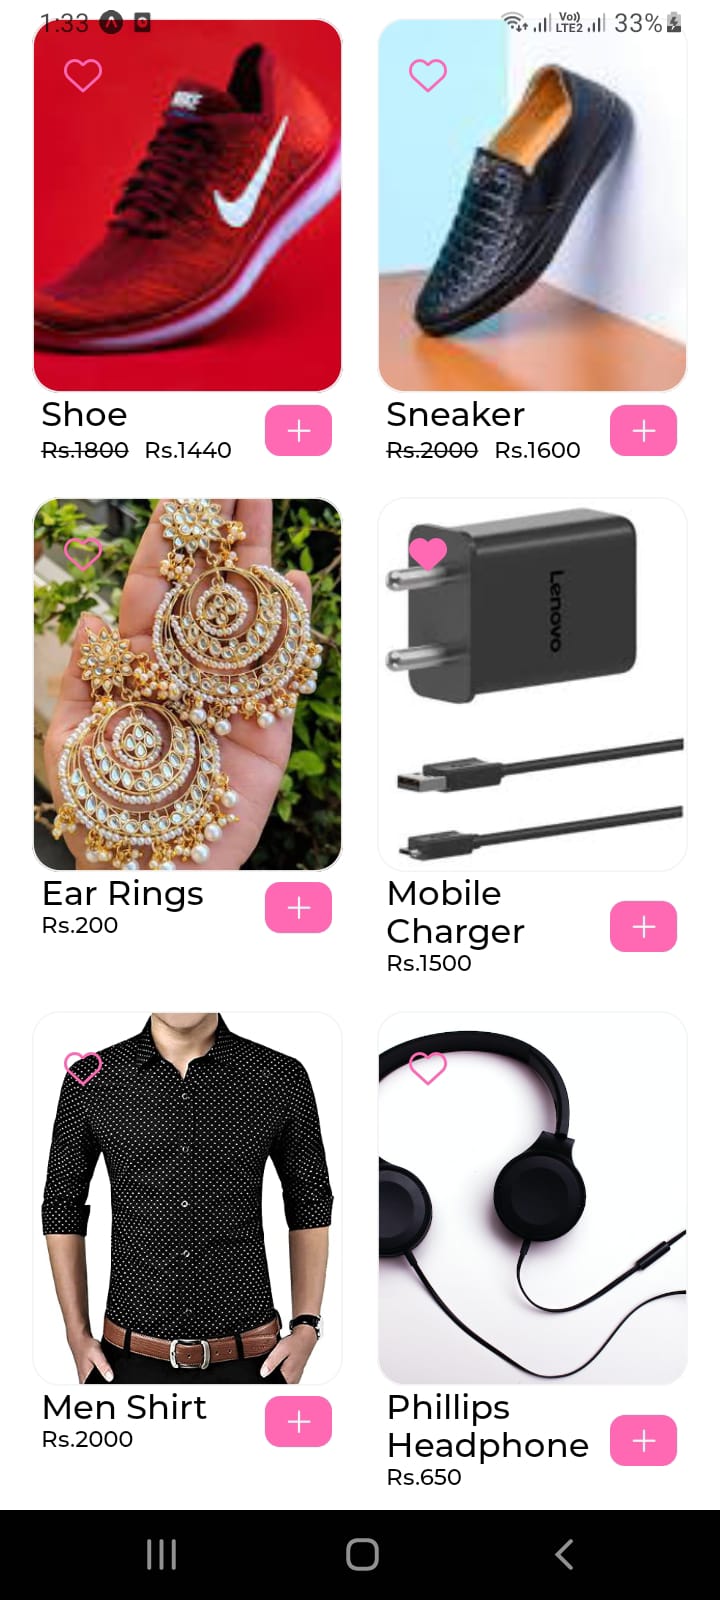 1:33
Vo))
LTE2
33%
NIKE
Shoe
Rs.1800 Rs.1440
Sneaker
Rs.2000 Rs.1600
Lenovo
Ear Rings
Rs.200
Mobile
Charger
Rs.1500
Men Shirt
Rs.2000
Phillips
Headphone
Rs.650